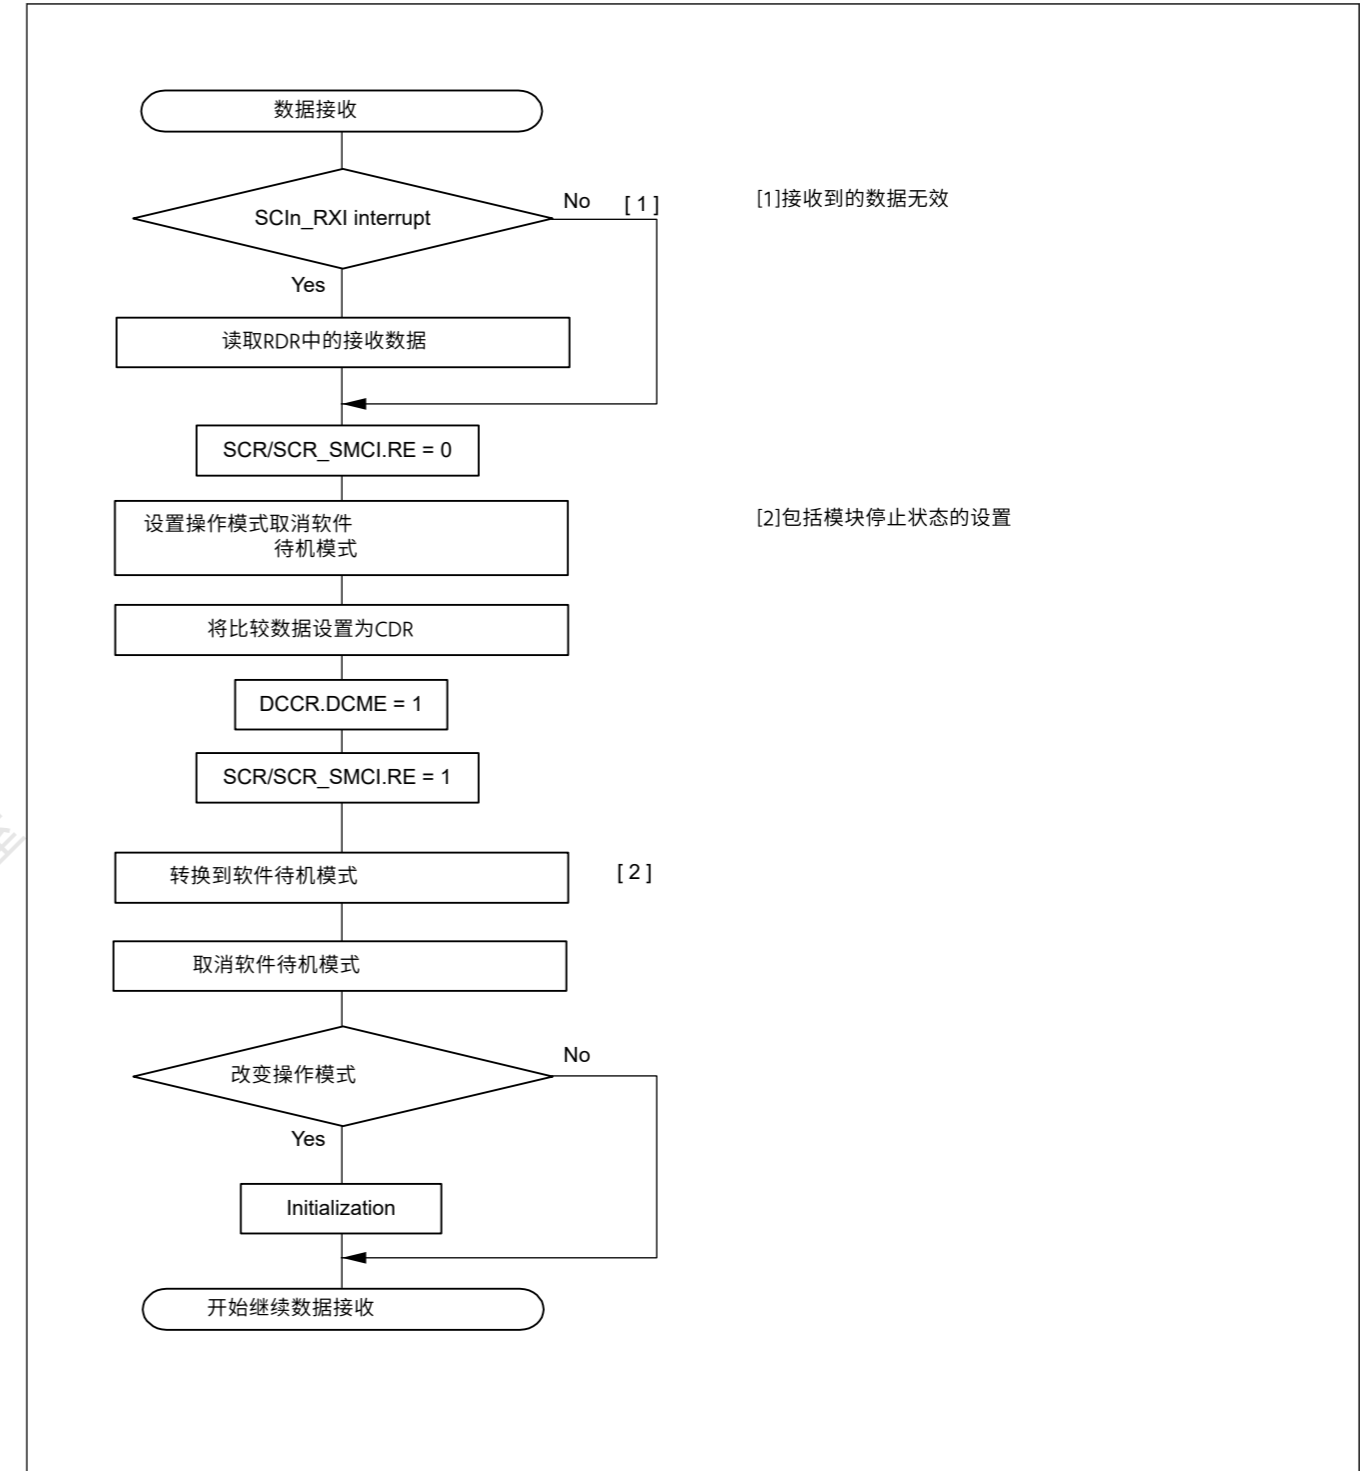 数据接收
SCIn_RXI interrupt
No
[ 1 ]
[1]接收到的数据无效
Yes
读取RDR中的接收数据
SCR/SCR_SMCI.RE = 0
设置操作模式取消软件
待机模式
[2]包括模块停止状态的设置
将比较数据设置为CDR
DCCR.DCME = 1
SCR/SCR_SMCI.RE = 1
转换到软件待机模式
[ 2 ]
取消软件待机模式
改变操作模式
No
Yes
Initialization
开始继续数据接收